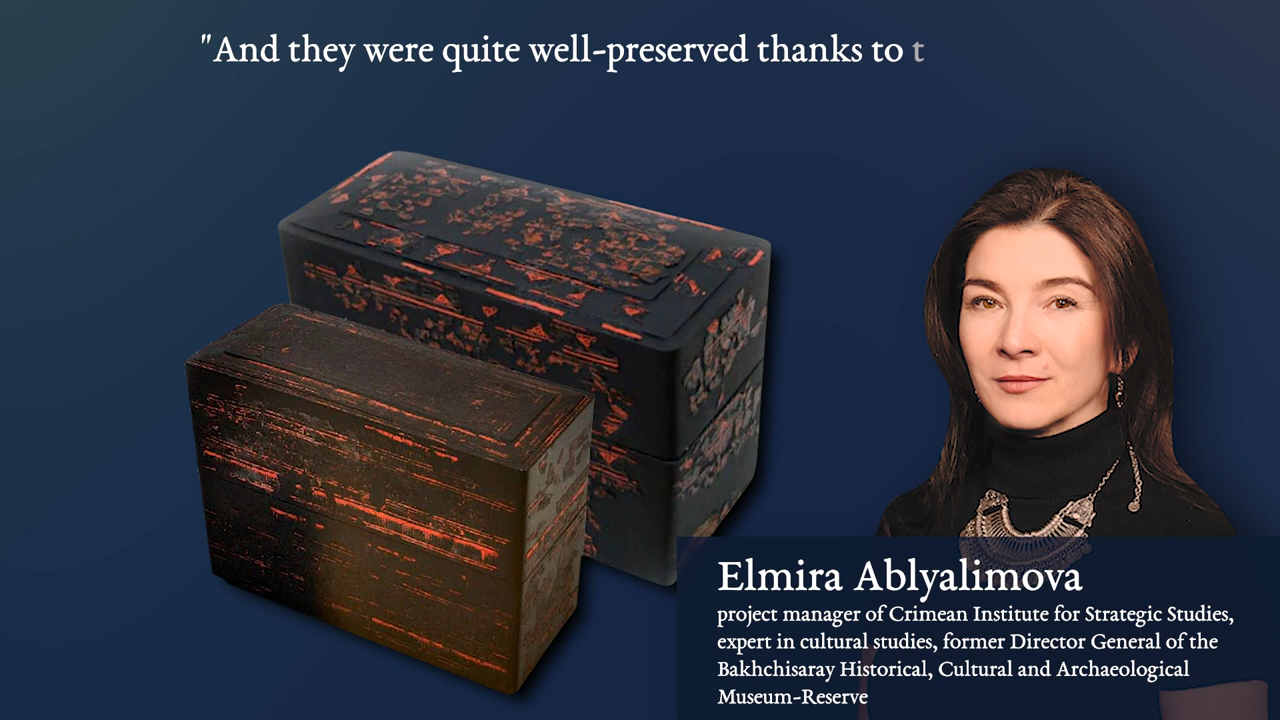 "And they were quite well-preserved thanks to t
Elmira Ablyalimova
project manager of Crimean Institute for Strategic Studies,
expert in cultural studies, former Director General of the
Bakhchisaray Historical, Cultural and Archaeological
Museum-Reserve